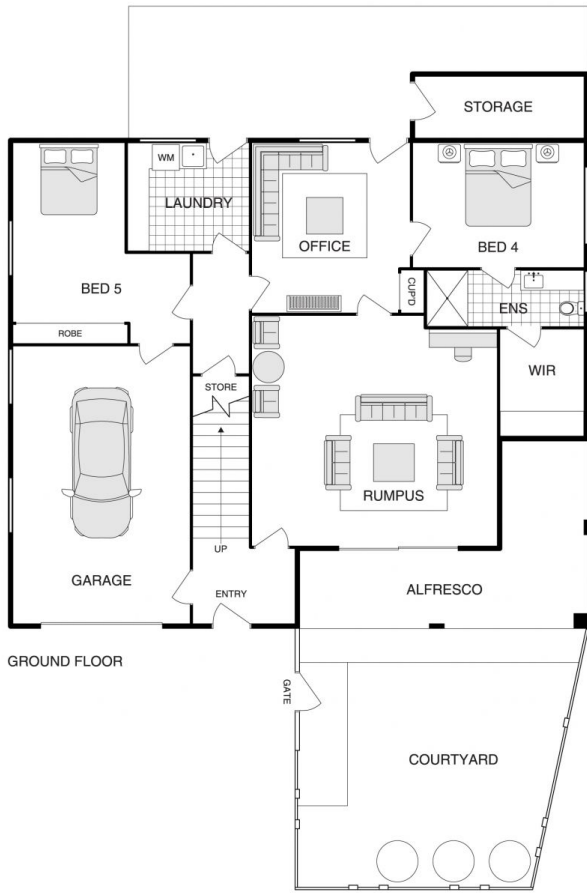 STORAGE
WM
LAUNDRY
OFFICE
BED 4
BED 5
CUP'D
ENS
ROBE
WIR
STORE
RUMPUS
UP
GARAGE
ENTRY
ALFRESCO
GROUND FLOOR
GATE
COURTYARD